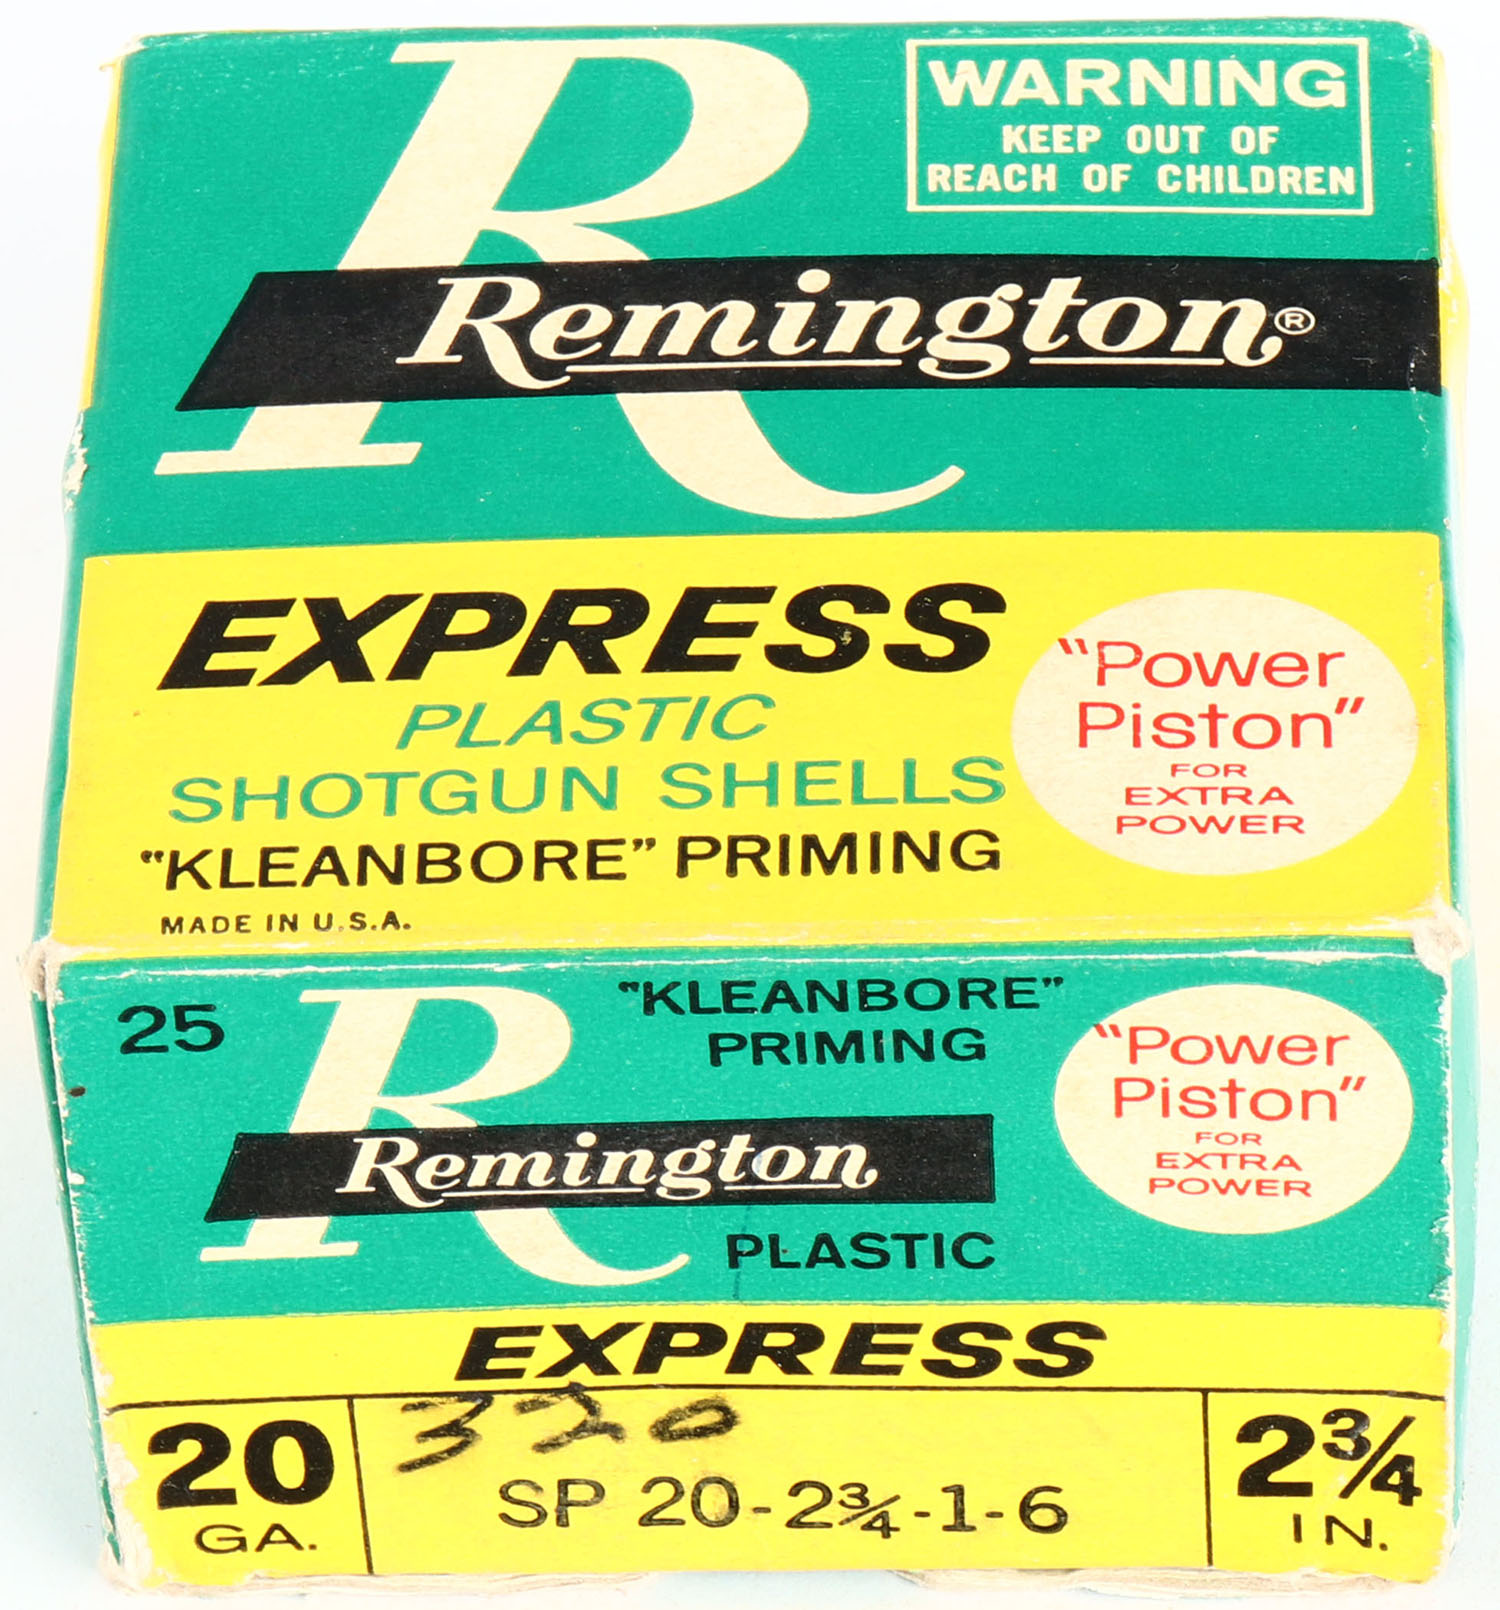 R
WARNING
KEEP OUT OF
REACH OF CHILDREN
Remington®
EXPRESS
PLASTIC
SHOTGUN SHELLS
"KLEANBORE" PRIMING
MADE IN U.S.A.
"Power
Piston"
FOR
EXTRA
POWER
25
R
"KLEANBORE"
PRIMING
Remington
PLASTIC
"Power
Piston"
FOR
EXTRA
POWER
EXPRESS
20
GA.
320
SP 20-2¾-1-6
2¾
IN.